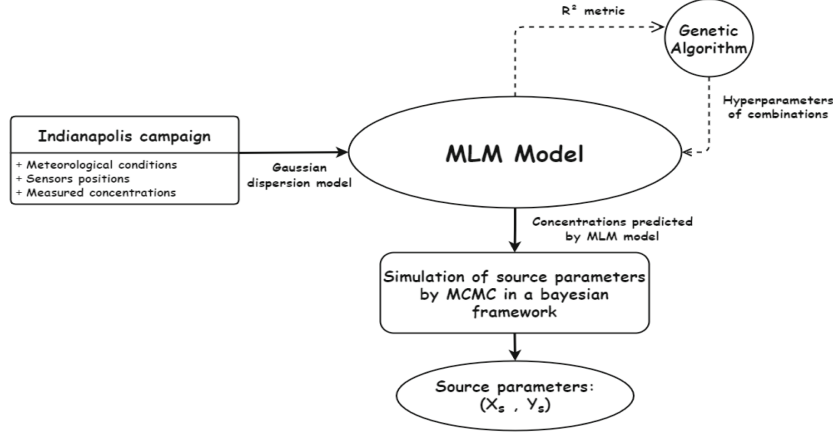 R² metric
Genetic
Algorithm
Hyperparameters
of combinations
Indianapolis campaign
+ Meteorological conditions
+ Sensors positions
+ Measured concentrations
Gaussian
dispersion model
MLM Model
Concentrations predicted
by MLM model
Simulation of source parameters
by MCMC in a bayesian
framework
Source parameters:
(Xs , Ys)